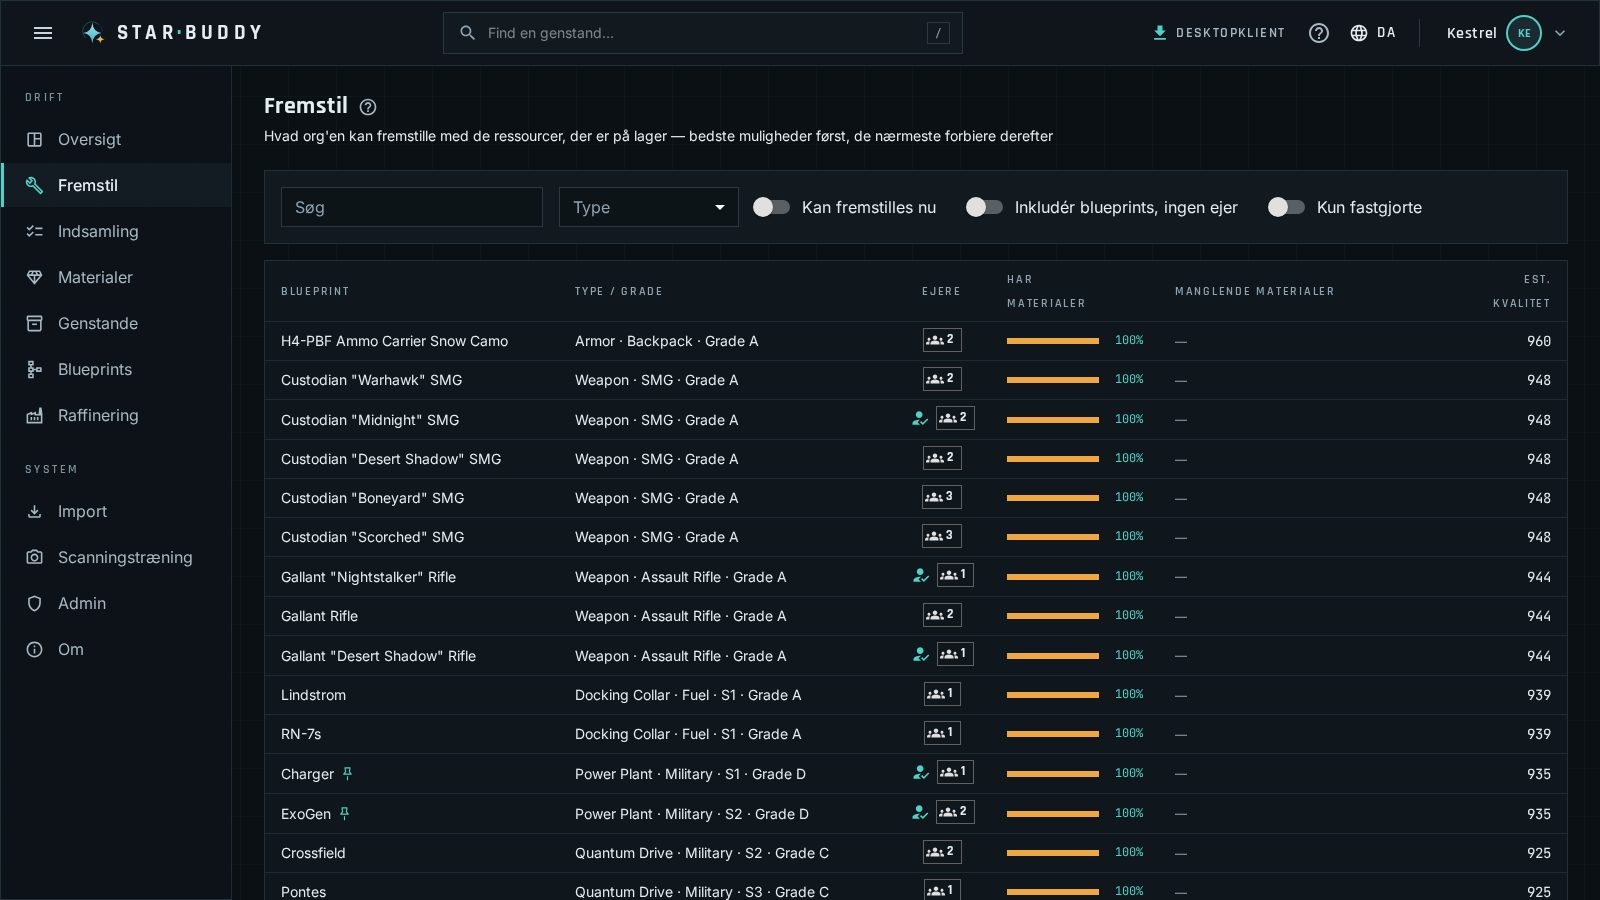 STAR·BUDDY
Find en genstand...
/
DESKTOPKLIENT
DA
Kestrel
KE
DRIFT
Oversigt
Fremstil
Indsamling
Materialer
Genstande
Blueprints
Raffinering
SYSTEM
Import
Scanningstræning
Admin
Om
Fremstil
Hvad org'en kan fremstille med de ressourcer, der er på lager — bedste muligheder først, de nærmeste forbiere derefter
Søg
Type
Kan fremstilles nu
Inkludér blueprints, ingen ejer
Kun fastgjorte
BLUEPRINT TYPE / GRADE EJERE HAR MATERIALER MANGLENDE MATERIALER EST. KVALITET
H4-PBF Ammo Carrier Snow Camo Armor · Backpack · Grade A 2 100% — 960
Custodian "Warhawk" SMG Weapon · SMG · Grade A 2 100% — 948
Custodian "Midnight" SMG Weapon · SMG · Grade A 2 100% — 948
Custodian "Desert Shadow" SMG Weapon · SMG · Grade A 2 100% — 948
Custodian "Boneyard" SMG Weapon · SMG · Grade A 3 100% — 948
Custodian "Scorched" SMG Weapon · SMG · Grade A 3 100% — 948
Gallant "Nightstalker" Rifle Weapon · Assault Rifle · Grade A 1 100% — 944
Gallant Rifle Weapon · Assault Rifle · Grade A 2 100% — 944
Gallant "Desert Shadow" Rifle Weapon · Assault Rifle · Grade A 1 100% — 944
Lindstrom Docking Collar · Fuel · S1 · Grade A 1 100% — 939
RN-7s Docking Collar · Fuel · S1 · Grade A 1 100% — 939
Charger Power Plant · Military · S1 · Grade D 1 100% — 935
ExoGen Power Plant · Military · S2 · Grade D 2 100% — 935
Crossfield Quantum Drive · Military · S2 · Grade C 2 100% — 925
Pontes Quantum Drive · Military · S3 · Grade C 1 100% — 925